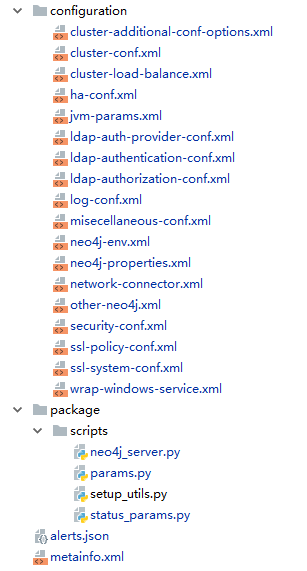 configuration
cluster-additional-conf-options.xml
cluster-conf.xml
cluster-load-balance.xml
ha-conf.xml
jvm-params.xml
ldap-auth-provider-conf.xml
ldap-authentication-conf.xml
ldap-authorization-conf.xml
log-conf.xml
misecellaneous-conf.xml
neo4j-env.xml
neo4j-properties.xml
network-connector.xml
other-neo4j.xml
security-conf.xml
ssl-policy-conf.xml
ssl-system-conf.xml
wrap-windows-service.xml
package
scripts
neo4j_server.py
params.py
setup_utils.py
status_params.py
alerts.json
metainfo.xml